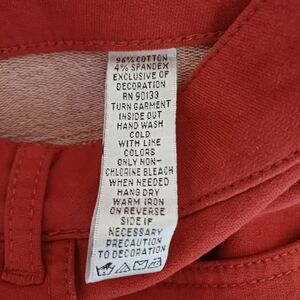 96% COTTON
4% SPANDEX
EXCLUSIVE OF
DECORATION
RN 90133
TURN GARMENT
INSIDE OUT
HAND WASH
COLD
WITH LIKE
COLORS
ONLY NON-
CHLORINE BLEACH
WHEN NEEDED
HANG DRY
WARM IRON
ON REVERSE
SIDE IF
NECESSARY
PRECAUTION
TO DECORATION